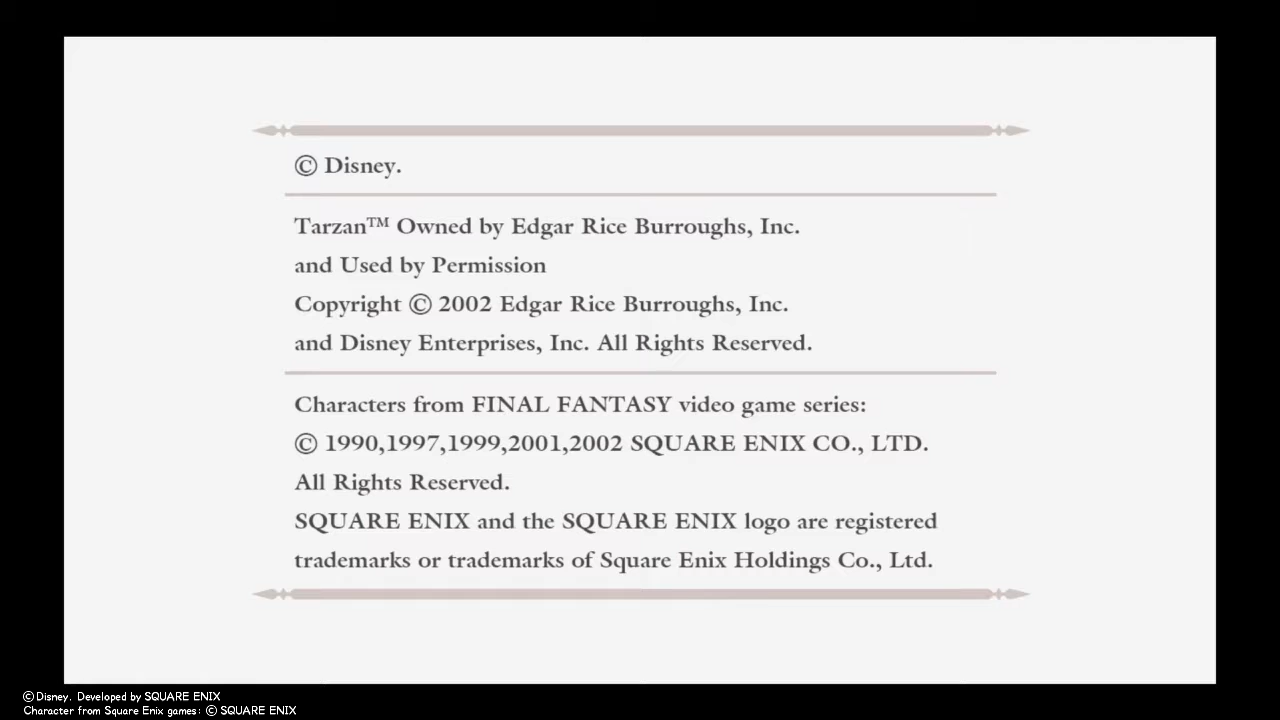 © Disney.
Tarzan™ Owned by Edgar Rice Burroughs, Inc.
and Used by Permission
Copyright © 2002 Edgar Rice Burroughs, Inc.
and Disney Enterprises, Inc. All Rights Reserved.
Characters from FINAL FANTASY video game series:
© 1990,1997,1999,2001,2002 SQUARE ENIX CO., LTD.
All Rights Reserved.
SQUARE ENIX and the SQUARE ENIX logo are registered
trademarks or trademarks of Square Enix Holdings Co., Ltd.
© Disney. Developed by SQUARE ENIX
Character from Square Enix games: © SQUARE ENIX